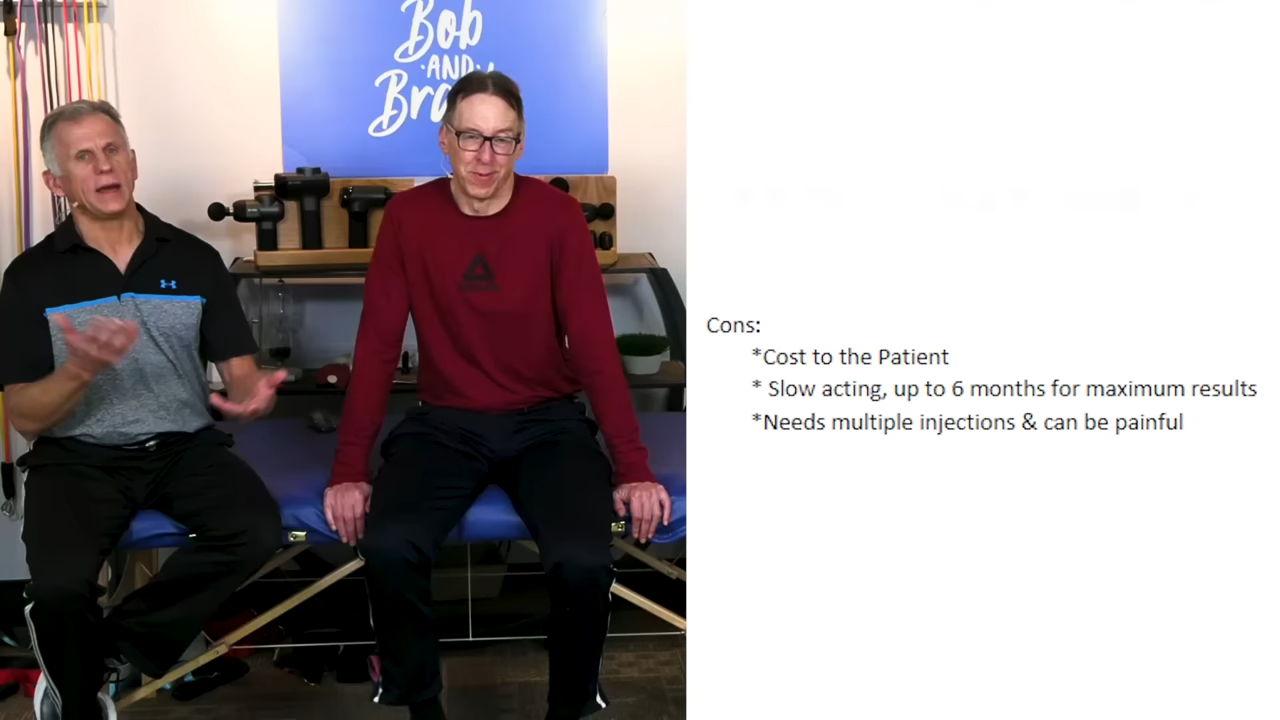 Bob
·AND·
Cons:
*Cost to the Patient
* Slow acting, up to 6 months for maximum results
*Needs multiple injections & can be painful